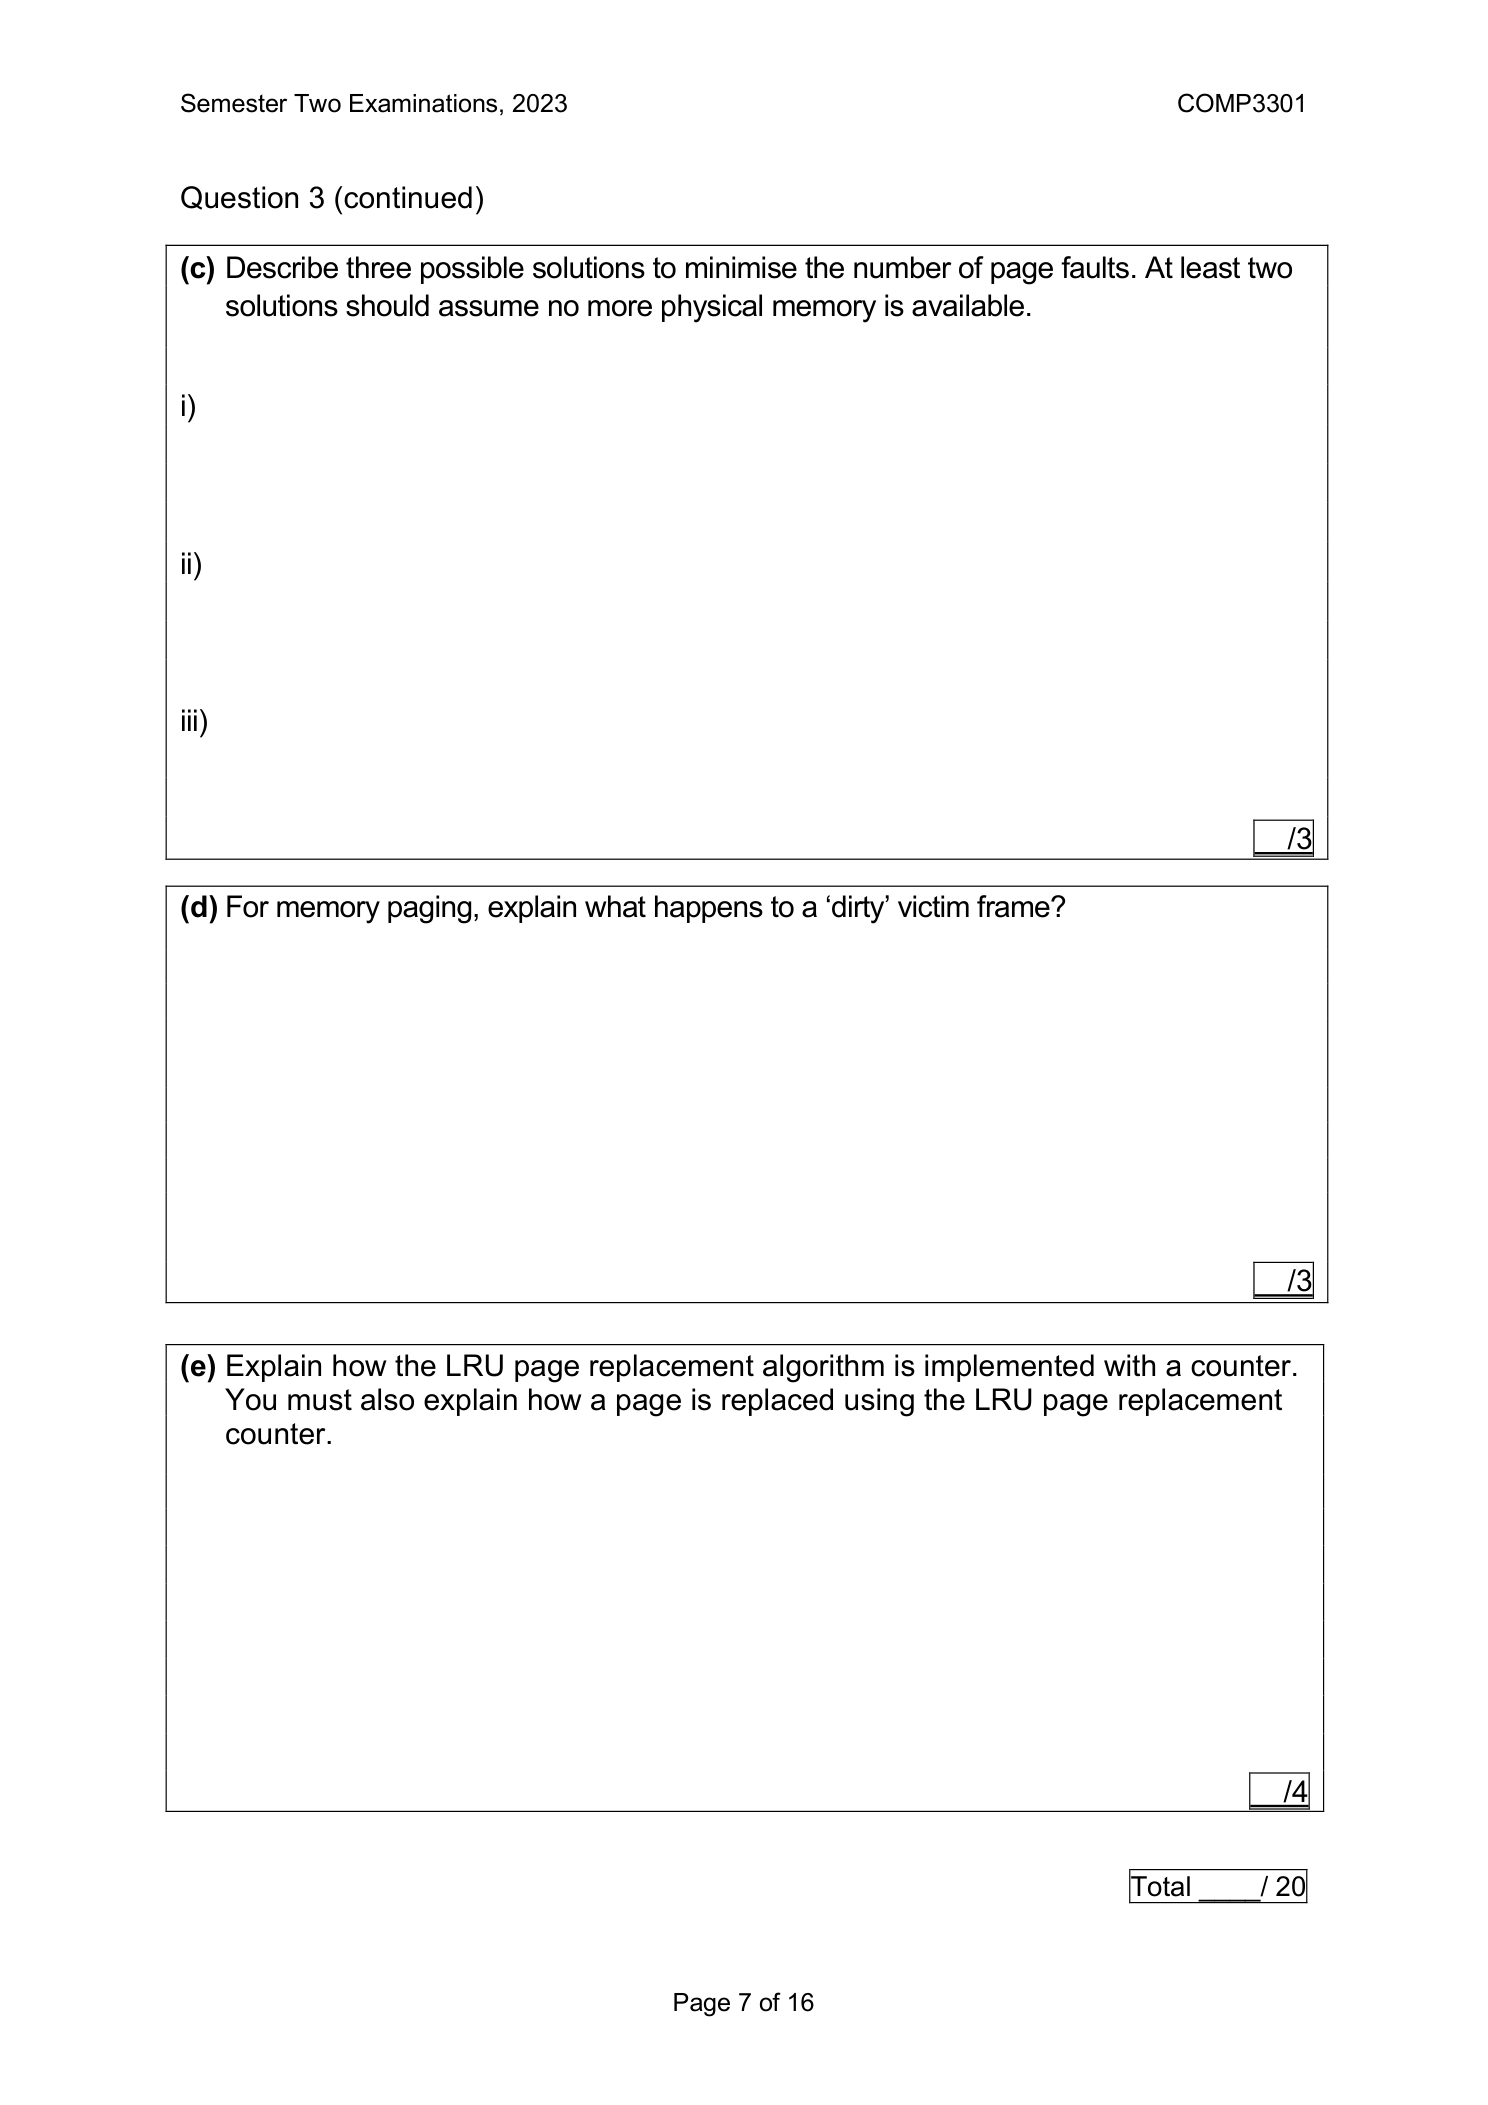 Semester Two Examinations, 2023 COMP3301
Question 3 (continued)
(c) Describe three possible solutions to minimise the number of page faults. At least two
solutions should assume no more physical memory is available.
i)
ii)
iii)
___/3
(d) For memory paging, explain what happens to a ‘dirty’ victim frame?
___/3
(e) Explain how the LRU page replacement algorithm is implemented with a counter.
You must also explain how a page is replaced using the LRU page replacement
counter.
___/4
Total ____/ 20
Page 7 of 16